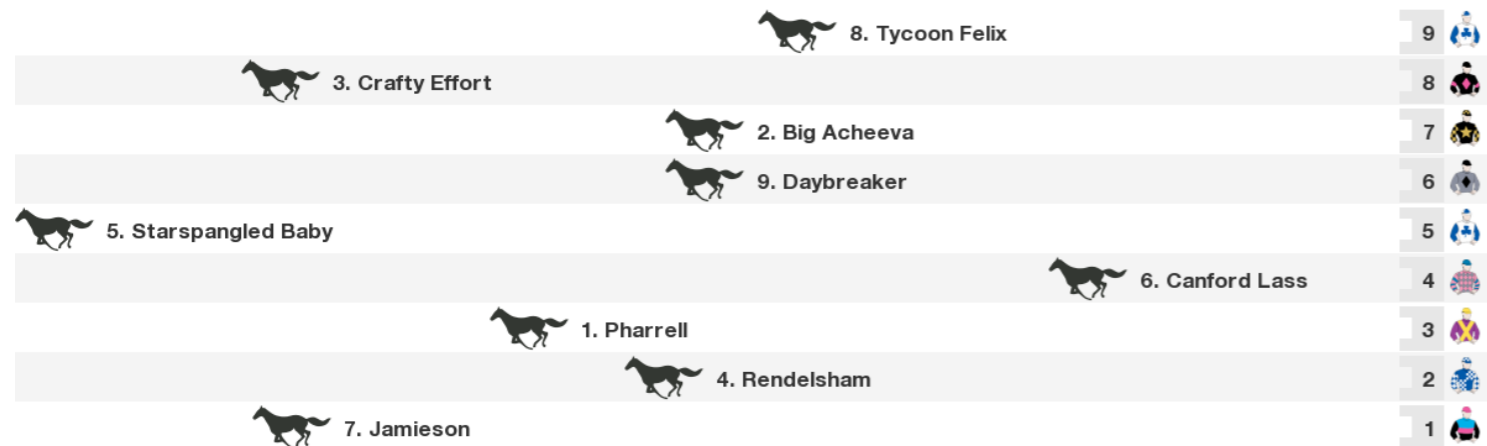 8. Tycoon Felix 9
3. Crafty Effort 8
2. Big Acheeva 7
9. Daybreaker 6
5. Starspangled Baby 5
6. Canford Lass 4
1. Pharrell 3
4. Rendelsham 2
7. Jamieson 1